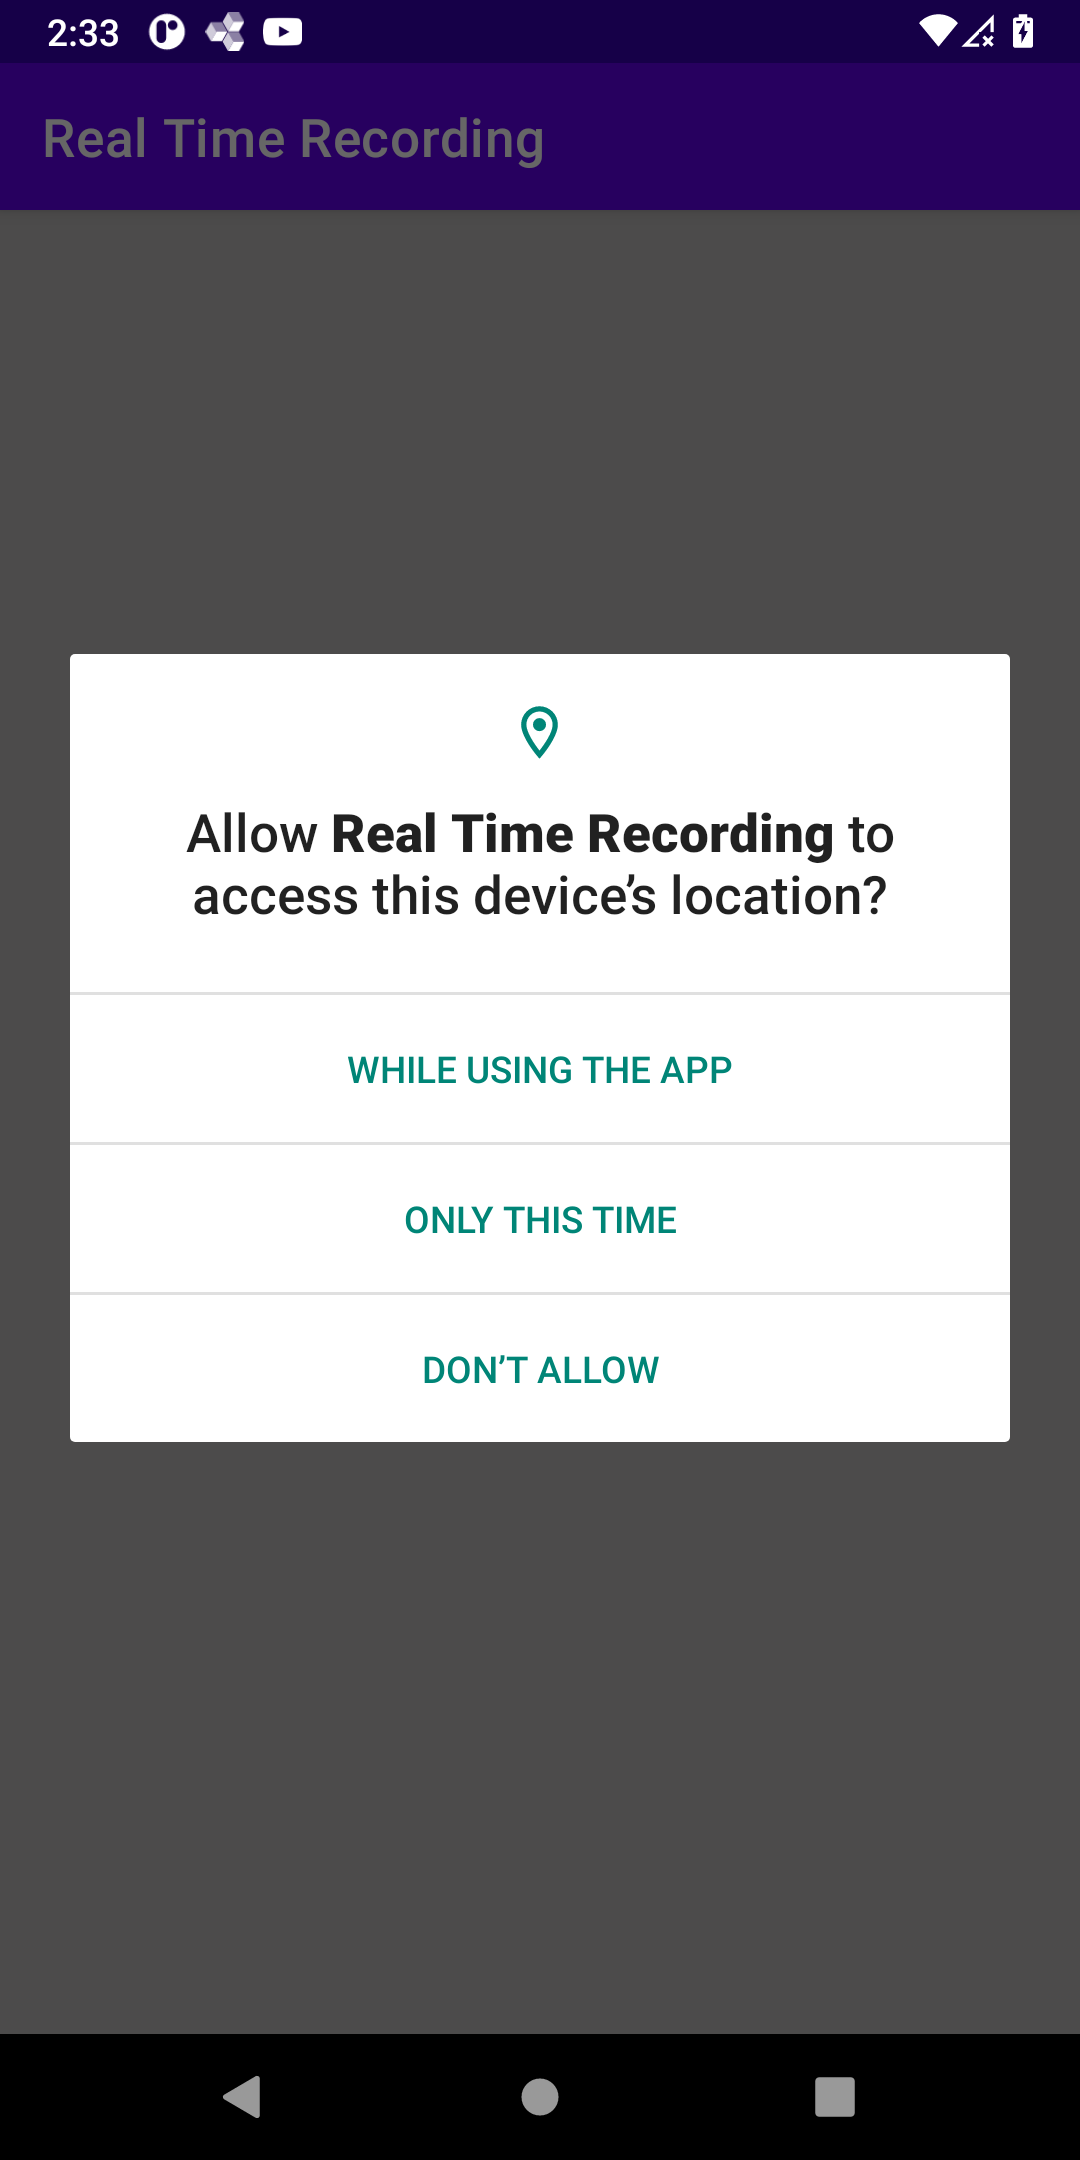 2:33
Real Time Recording
Allow Real Time Recording to
access this device’s location?
WHILE USING THE APP
ONLY THIS TIME
DON’T ALLOW